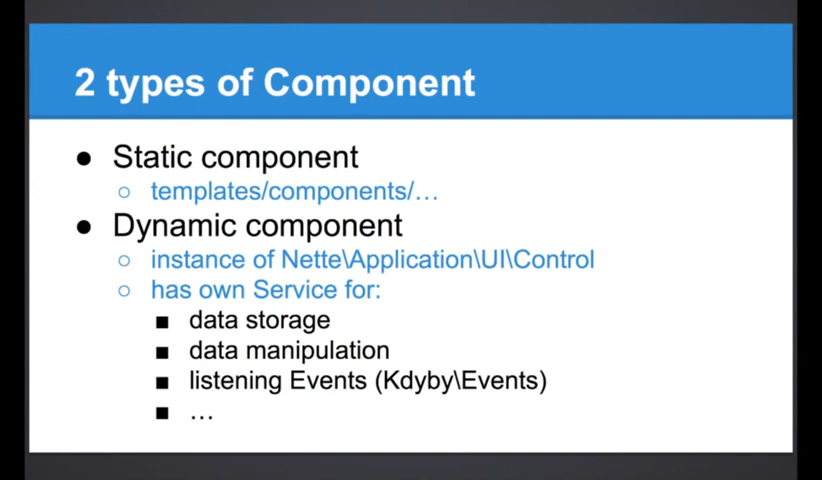 2 types of Component
● Static component
○ templates/components/…
● Dynamic component
○ instance of Nette\Application\UI\Control
○ has own Service for:
■ data storage
■ data manipulation
■ listening Events (Kdyby\Events)
■ …